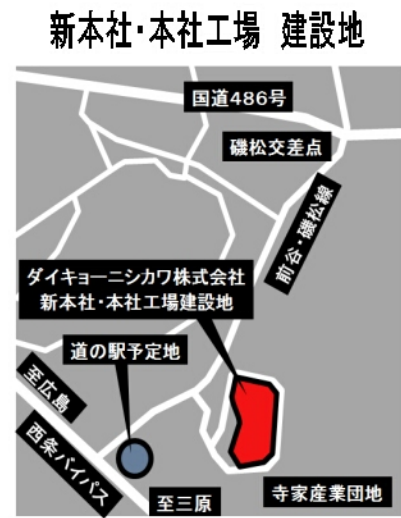 新本社・本社工場 建設地
国道486号
磯松交差点
前谷・磯松線
ダイキョーニシカワ株式会社
新本社・本社工場建設地
道の駅予定地
至広島
西条バイパス
至三原
寺家産業団地